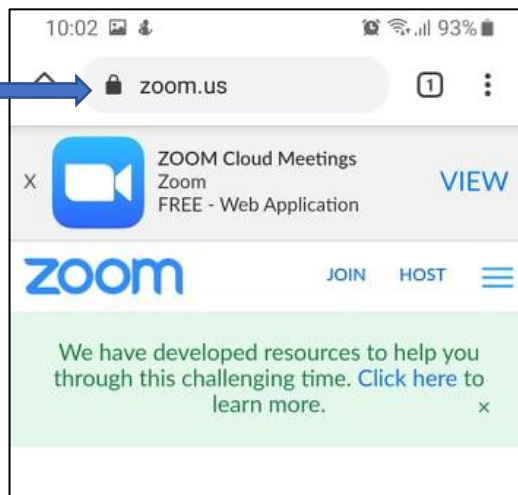 10:02 93%
zoom.us 1
ZOOM Cloud Meetings
X Zoom VIEW
FREE - Web Application
zoom JOIN HOST
We have developed resources to help you
through this challenging time. Click here to
learn more. ×